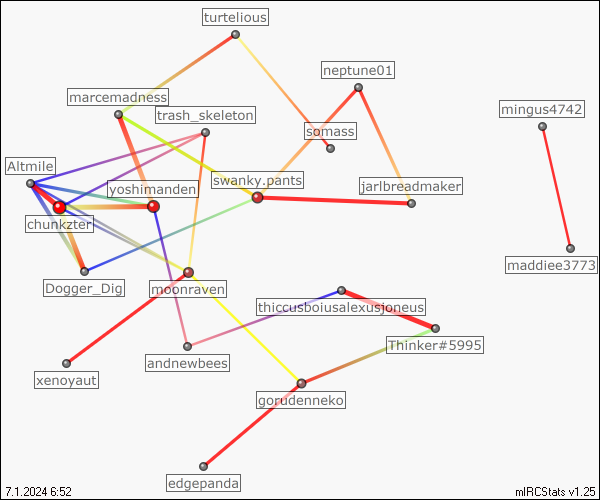 turtelious
neptune01
marcemadness
mingus4742
trash_skeleton
somass
Altmile
swanky.pants
yoshimanden
jarlbreadmaker
chunkzter
maddiee3773
Dogger_Dig
moonraven
thiccusboiusalexusjoneus
Thinker#5995
andnewbees
xenoyaut
gorudenneko
edgepanda
7.1.2024 6:52
mIRCStats v1.25